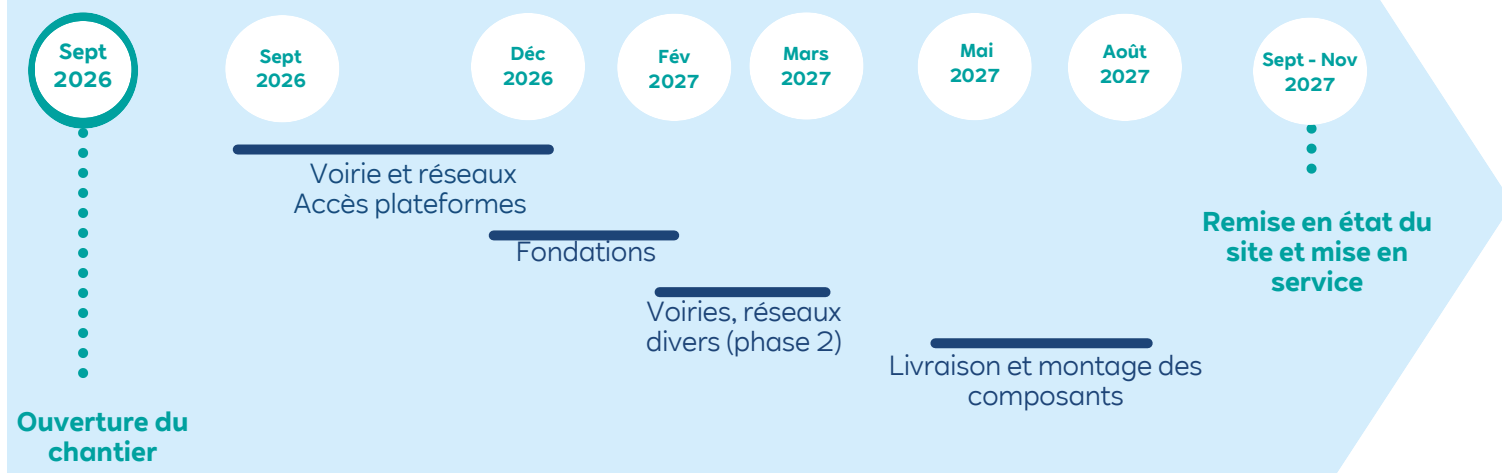 Sept
2026
Sept
2026
Déc
2026
Fév
2027
Mars
2027
Mai
2027
Août
2027
Sept - Nov
2027
Voirie et réseaux
Accès plateformes
Fondations
Voiries, réseaux
divers (phase 2)
Livraison et montage des
composants
Remise en état du
site et mise en
service
Ouverture du
chantier